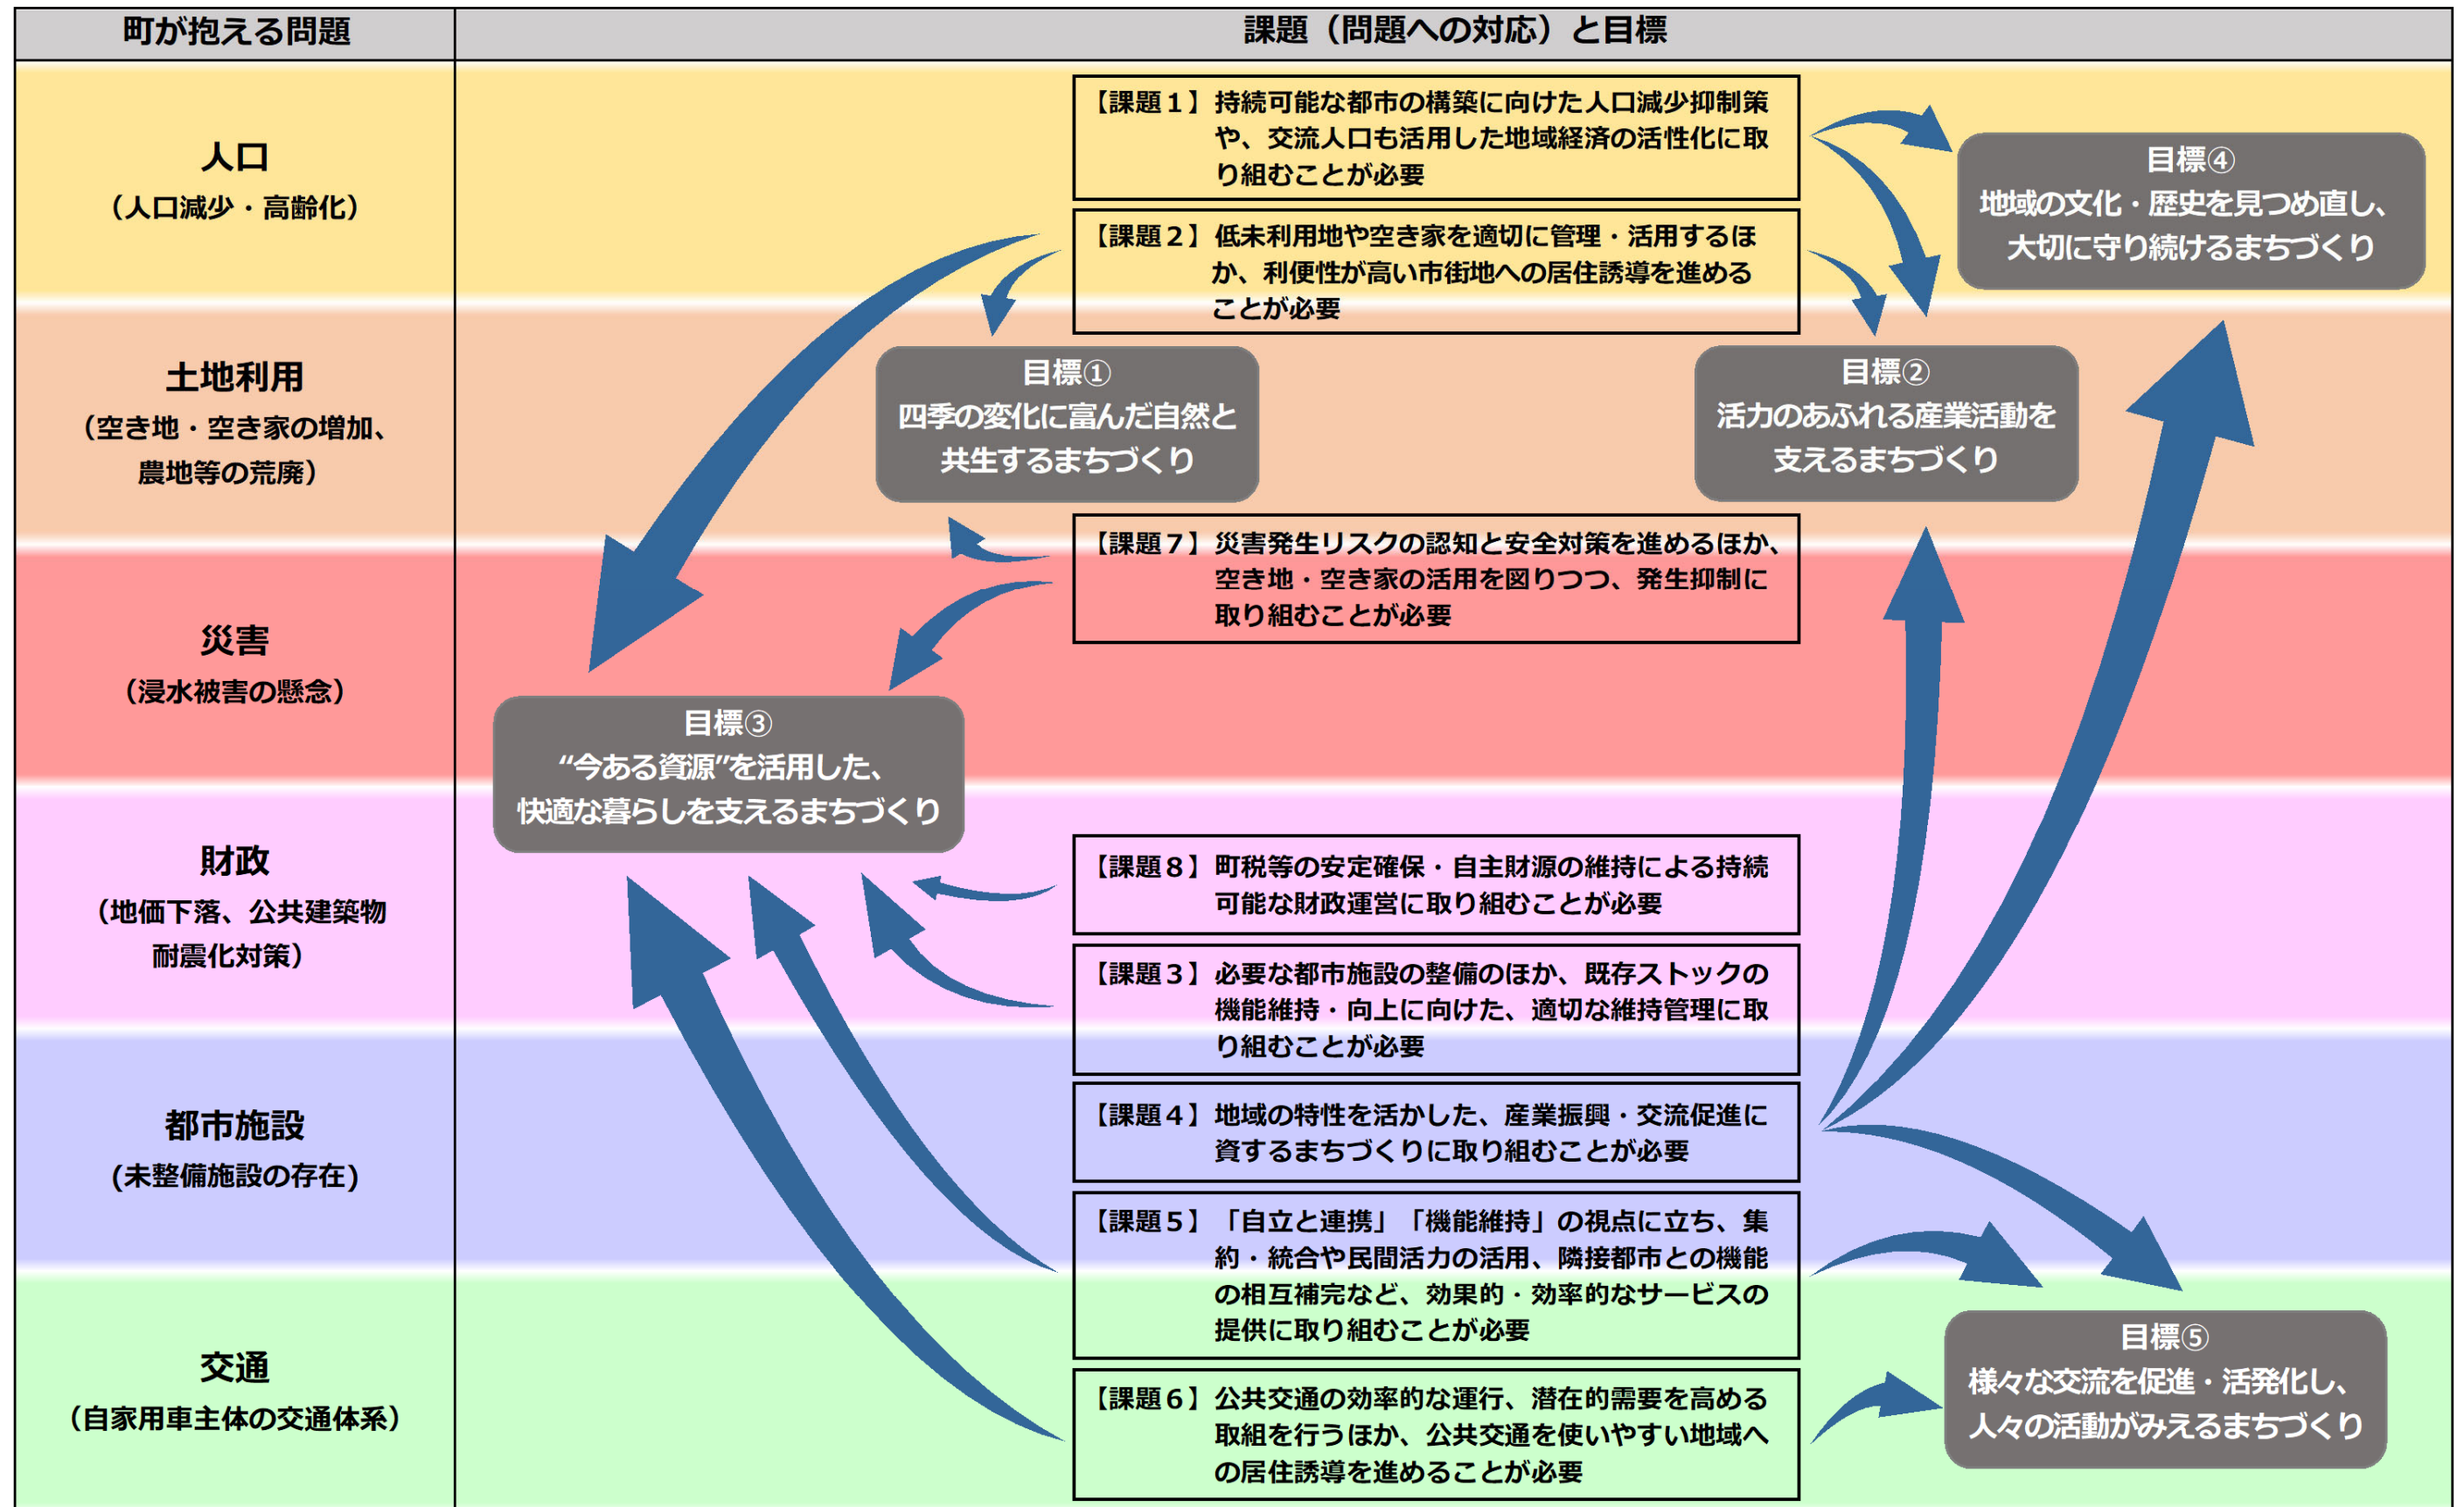 町が抱える問題
課題（問題への対応）と目標
人口
（人口減少・高齢化）
土地利用
（空き地・空き家の増加、
農地等の荒廃）
災害
（浸水被害の懸念）
財政
（地価下落、公共建築物
耐震化対策）
都市施設
(未整備施設の存在)
交通
（自家用車主体の交通体系）
【課題１】持続可能な都市の構築に向けた人口減少抑制策
や、交流人口も活用した地域経済の活性化に取
り組むことが必要
【課題２】低未利用地や空き家を適切に管理・活用するほ
か、利便性が高い市街地への居住誘導を進める
ことが必要
目標④
地域の文化・歴史を見つめ直し、
大切に守り続けるまちづくり
目標①
四季の変化に富んだ自然と
共生するまちづくり
目標②
活力のあふれる産業活動を
支えるまちづくり
【課題７】災害発生リスクの認知と安全対策を進めるほか、
空き地・空き家の活用を図りつつ、発生抑制に
取り組むことが必要
目標③
“今ある資源”を活用した、
快適な暮らしを支えるまちづくり
【課題８】町税等の安定確保・自主財源の維持による持続
可能な財政運営に取り組むことが必要
【課題３】必要な都市施設の整備のほか、既存ストックの
機能維持・向上に向けた、適切な維持管理に取
り組むことが必要
【課題４】地域の特性を活かした、産業振興・交流促進に
資するまちづくりに取り組むことが必要
【課題５】「自立と連携」「機能維持」の視点に立ち、集
約・統合や民間活力の活用、隣接都市との機能
の相互補完など、効果的・効率的なサービスの
提供に取り組むことが必要
【課題６】公共交通の効率的な運行、潜在的需要を高める
取組を行うほか、公共交通を使いやすい地域へ
の居住誘導を進めることが必要
目標⑤
様々な交流を促進・活発化し、
人々の活動がみえるまちづくり